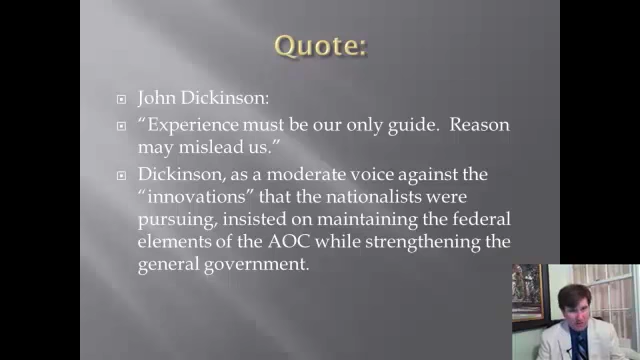 Quote:
John Dickinson:
“Experience must be our only guide.  Reason
may mislead us.”
Dickinson, as a moderate voice against the
“innovations” that the nationalists were
pursuing, insisted on maintaining the federal
elements of the AOC while strengthening the
general government.